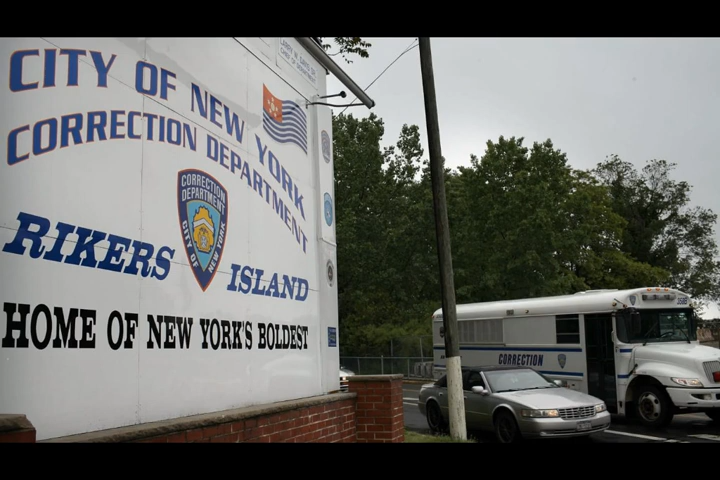 CITY OF NEW YORK
CORRECTION DEPARTMENT
CORRECTION
DEPARTMENT
CITY OF
NEW YORK
RIKERS ISLAND
HOME OF NEW YORK'S BOLDEST
CORRECTION